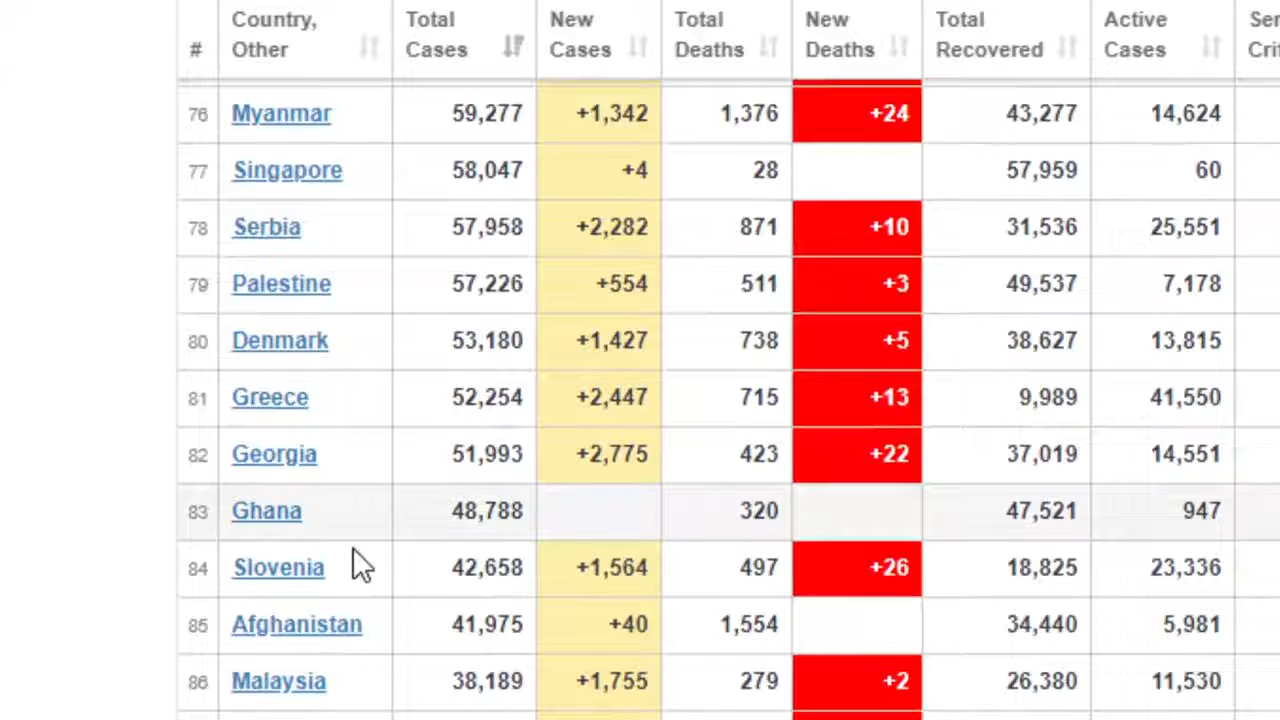 # Country, Other Total Cases New Cases Total Deaths New Deaths Total Recovered Active Cases
76 Myanmar 59,277 +1,342 1,376 +24 43,277 14,624
77 Singapore 58,047 +4 28 57,959 60
78 Serbia 57,958 +2,282 871 +10 31,536 25,551
79 Palestine 57,226 +554 511 +3 49,537 7,178
80 Denmark 53,180 +1,427 738 +5 38,627 13,815
81 Greece 52,254 +2,447 715 +13 9,989 41,550
82 Georgia 51,993 +2,775 423 +22 37,019 14,551
83 Ghana 48,788 320 47,521 947
84 Slovenia 42,658 +1,564 497 +26 18,825 23,336
85 Afghanistan 41,975 +40 1,554 34,440 5,981
86 Malaysia 38,189 +1,755 279 +2 26,380 11,530